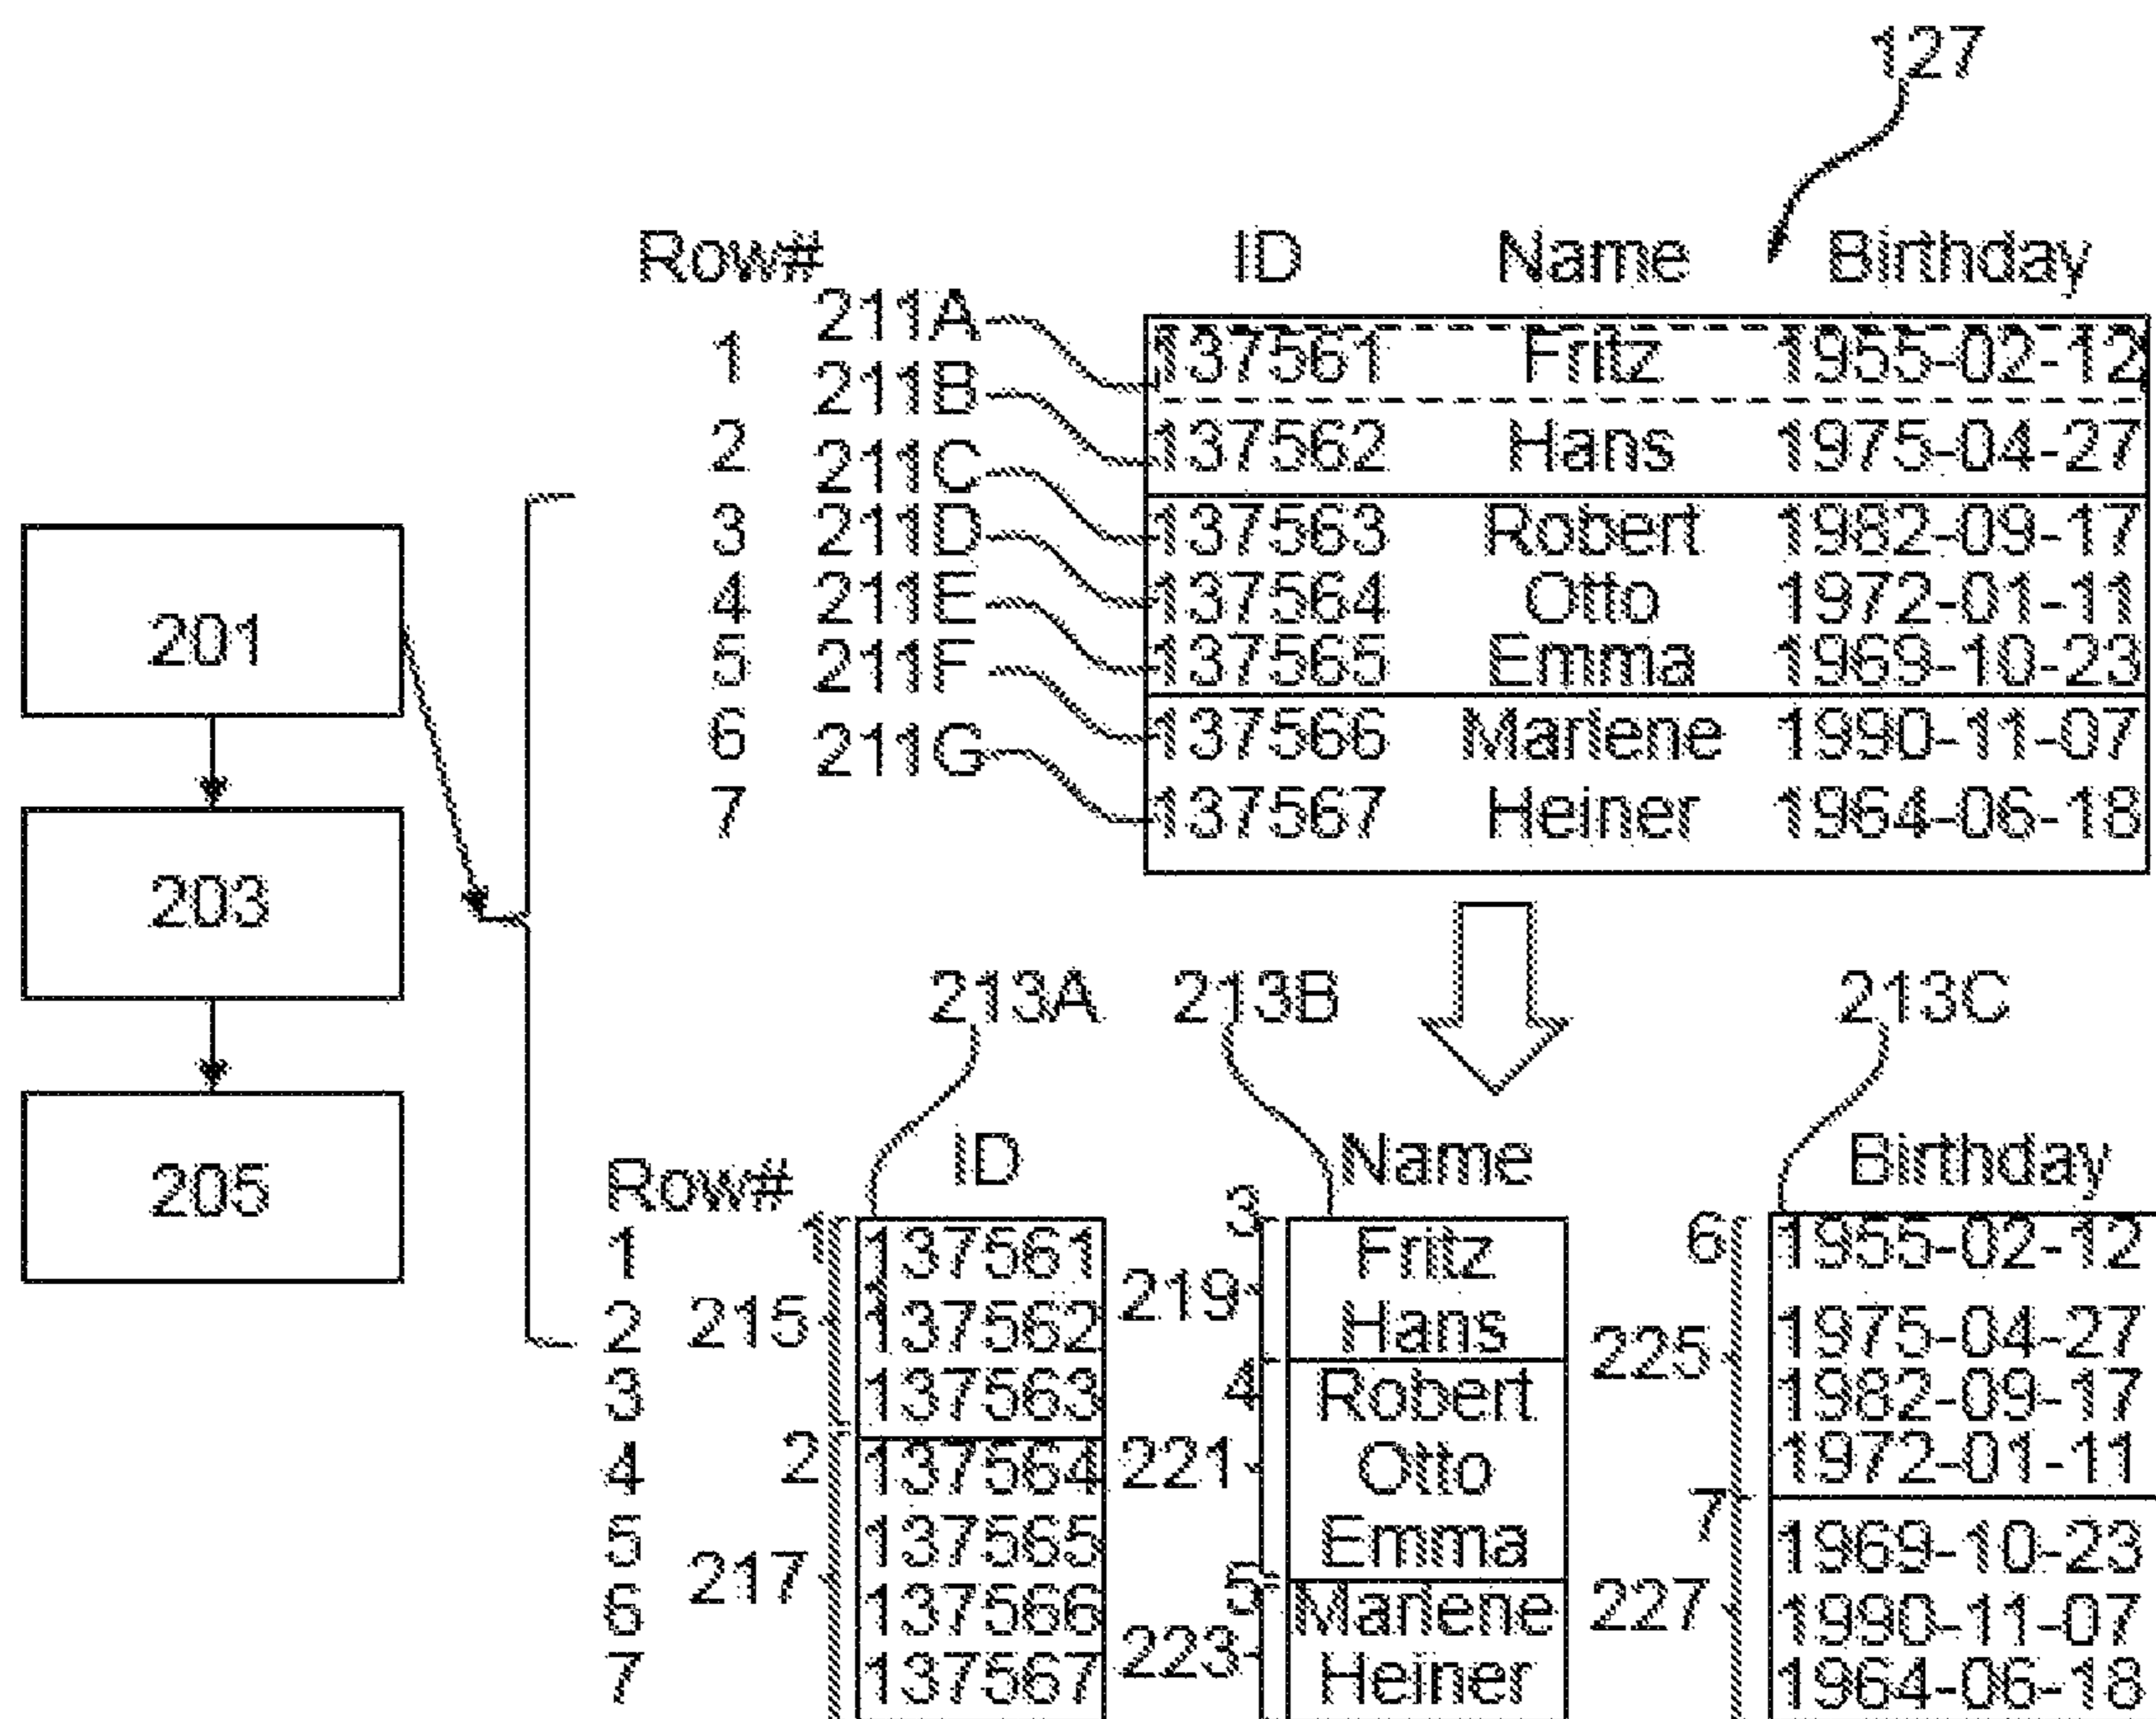 127
Row# ID Name Birthday
211A
1 137561 Fritz 1955-02-12
211B
2 137562 Hans 1975-04-27
211C
3 137563 Robert 1982-09-17
211D
4 137564 Otto 1972-01-11
211E
5 137565 Emma 1969-10-23
211F
6 137566 Marlene 1990-11-07
211G
7 137567 Heiner 1964-06-18
201
203
205
213A 213B 213C
Row# ID Name Birthday
1 1 137561 3 Fritz 6 1955-02-12
2 215 137562 219 Hans 225 1975-04-27
3 137563 4 Robert 1982-09-17
4 2 137564 221 Otto 1972-01-11
5 137565 Emma 7 1969-10-23
6 217 137566 5 Marlene 227 1990-11-07
7 137567 223 Heiner 1964-06-18